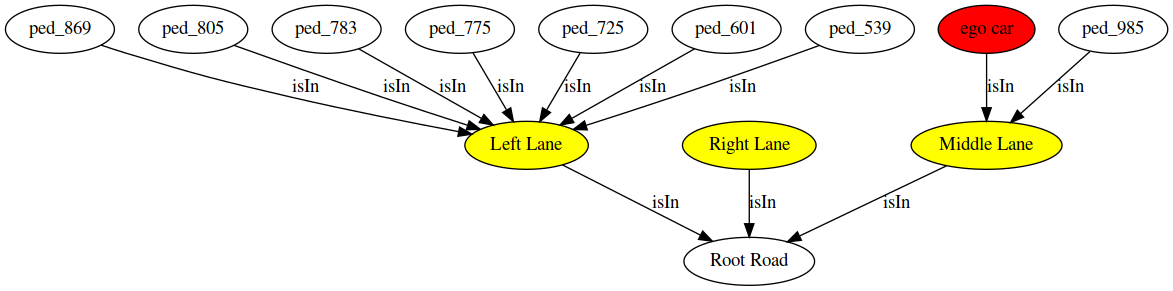 ped_869 ped_805 ped_783 ped_775 ped_725 ped_601 ped_539 ego car ped_985
isIn isIn isIn isIn isIn isIn isIn isIn isIn
Left Lane Right Lane Middle Lane
isIn isIn isIn
Root Road